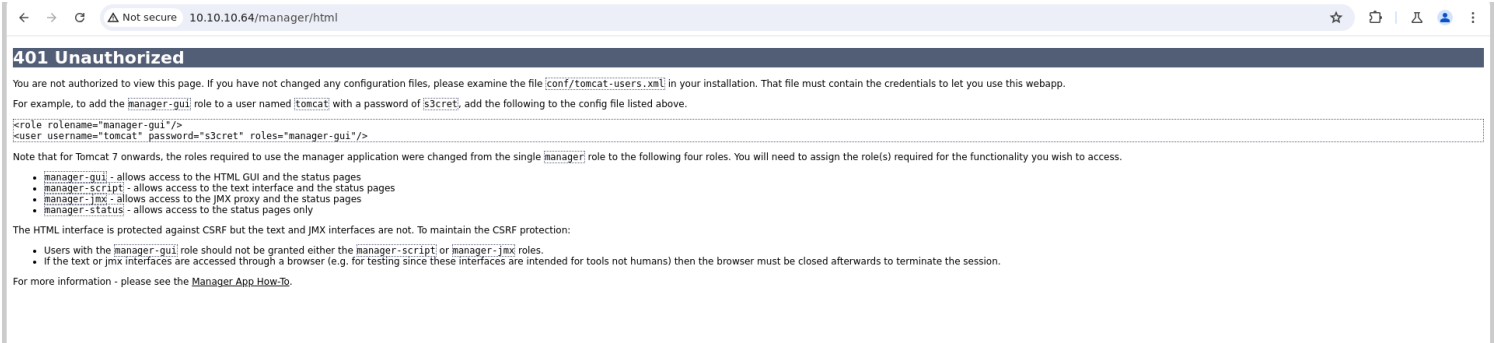 Not secure 10.10.10.64/manager/html
401 Unauthorized
You are not authorized to view this page. If you have not changed any configuration files, please examine the file conf/tomcat-users.xml in your installation. That file must contain the credentials to let you use this webapp.
For example, to add the manager-gui role to a user named tomcat with a password of s3cret, add the following to the config file listed above.
<role rolename="manager-gui"/>
<user username="tomcat" password="s3cret" roles="manager-gui"/>
Note that for Tomcat 7 onwards, the roles required to use the manager application were changed from the single manager role to the following four roles. You will need to assign the role(s) required for the functionality you wish to access.
• manager-gui - allows access to the HTML GUI and the status pages
• manager-script - allows access to the text interface and the status pages
• manager-jmx - allows access to the JMX proxy and the status pages
• manager-status - allows access to the status pages only
The HTML interface is protected against CSRF but the text and JMX interfaces are not. To maintain the CSRF protection:
• Users with the manager-gui role should not be granted either the manager-script or manager-jmx roles.
• If the text or jmx interfaces are accessed through a browser (e.g. for testing since these interfaces are intended for tools not humans) then the browser must be closed afterwards to terminate the session.
For more information - please see the Manager App How-To.